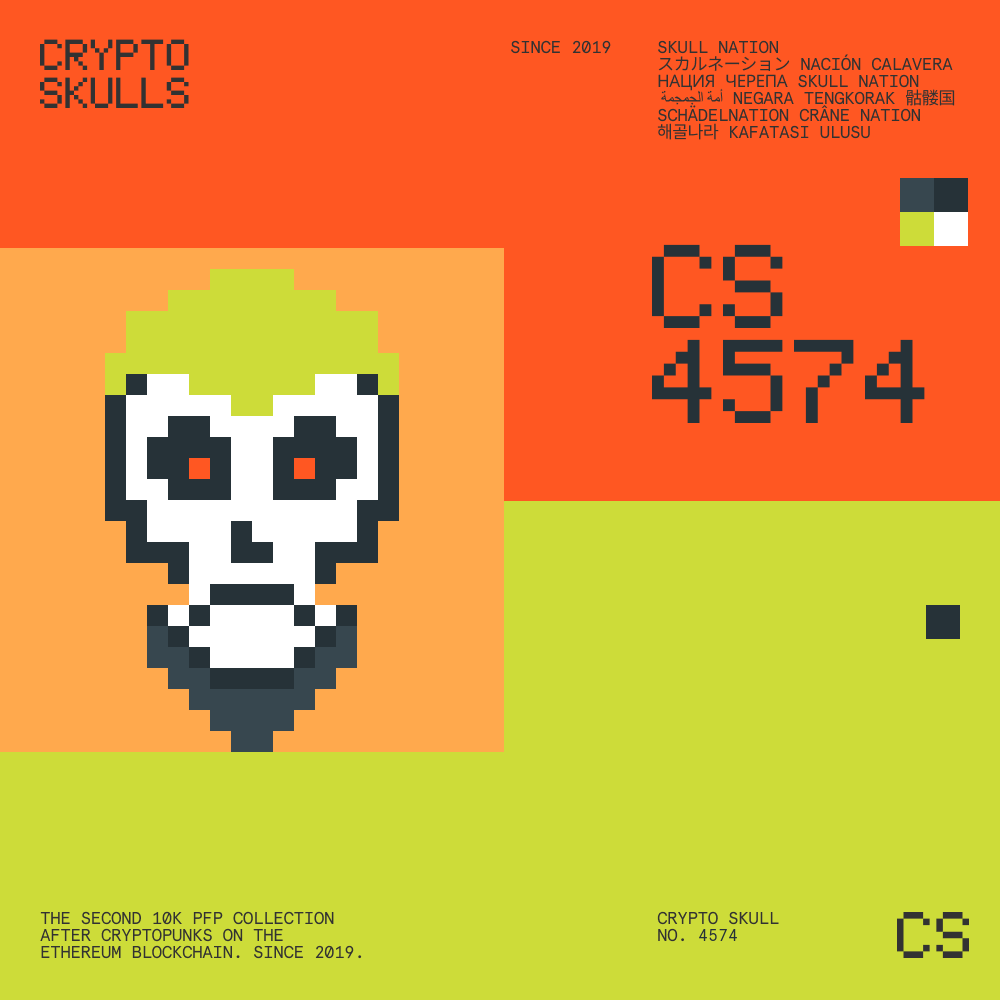 CRYPTO
SKULLS
SINCE 2019
SKULL NATION
スカルネーション NACIÓN CALAVERA
НАЦИЯ ЧЕРЕПА SKULL NATION
أمة الجمجمة NEGARA TENGKORAK 骷髅国
SCHÄDELNATION CRÂNE NATION
해골나라 KAFATASI ULUSU
CS
4574
THE SECOND 10K PFP COLLECTION
AFTER CRYPTOPUNKS ON THE
ETHEREUM BLOCKCHAIN. SINCE 2019.
CRYPTO SKULL
NO. 4574
CS